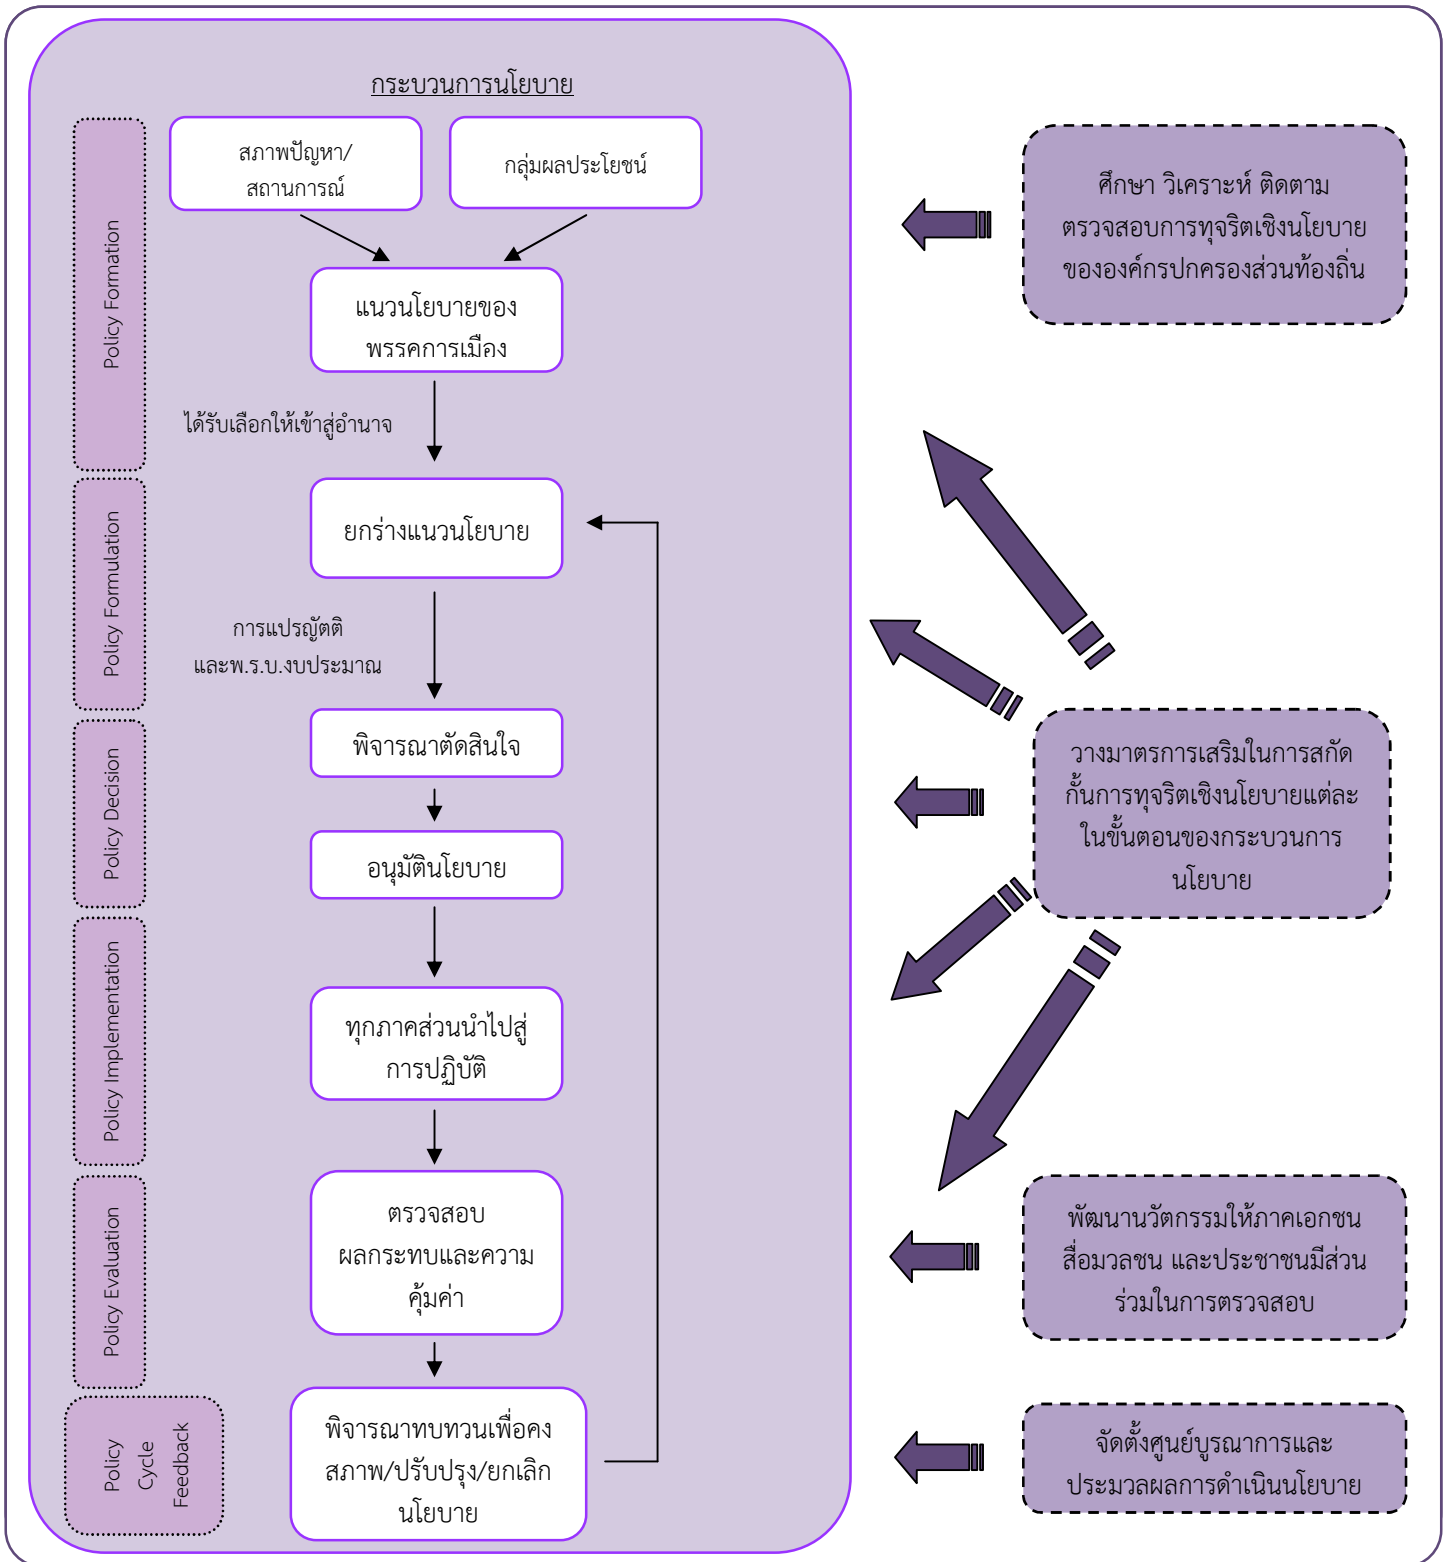 กระบวนการนโยบาย
Policy Formation
สภาพปัญหา/
สถานการณ์
กลุ่มผลประโยชน์
แนวนโยบายของ
พรรคการเมือง
ได้รับเลือกให้เข้าสู่อำนาจ
Policy Formulation
ยกร่างแนวนโยบาย
การแปรญัตติ
และพ.ร.บ.งบประมาณ
Policy Decision
พิจารณาตัดสินใจ
อนุมัตินโยบาย
Policy Implementation
ทุกภาคส่วนนำไปสู่
การปฏิบัติ
Policy Evaluation
ตรวจสอบ
ผลกระทบและความ
คุ้มค่า
Policy
Cycle
Feedback
พิจารณาทบทวนเพื่อคง
สภาพ/ปรับปรุง/ยกเลิก
นโยบาย
ศึกษา วิเคราะห์ ติดตาม
ตรวจสอบการทุจริตเชิงนโยบาย
ขององค์กรปกครองส่วนท้องถิ่น
วางมาตรการเสริมในการสกัด
กั้นการทุจริตเชิงนโยบายแต่ละ
ในขั้นตอนของกระบวนการ
นโยบาย
พัฒนานวัตกรรมให้ภาคเอกชน
สื่อมวลชน และประชาชนมีส่วน
ร่วมในการตรวจสอบ
จัดตั้งศูนย์บูรณาการและ
ประมวลผลการดำเนินนโยบาย